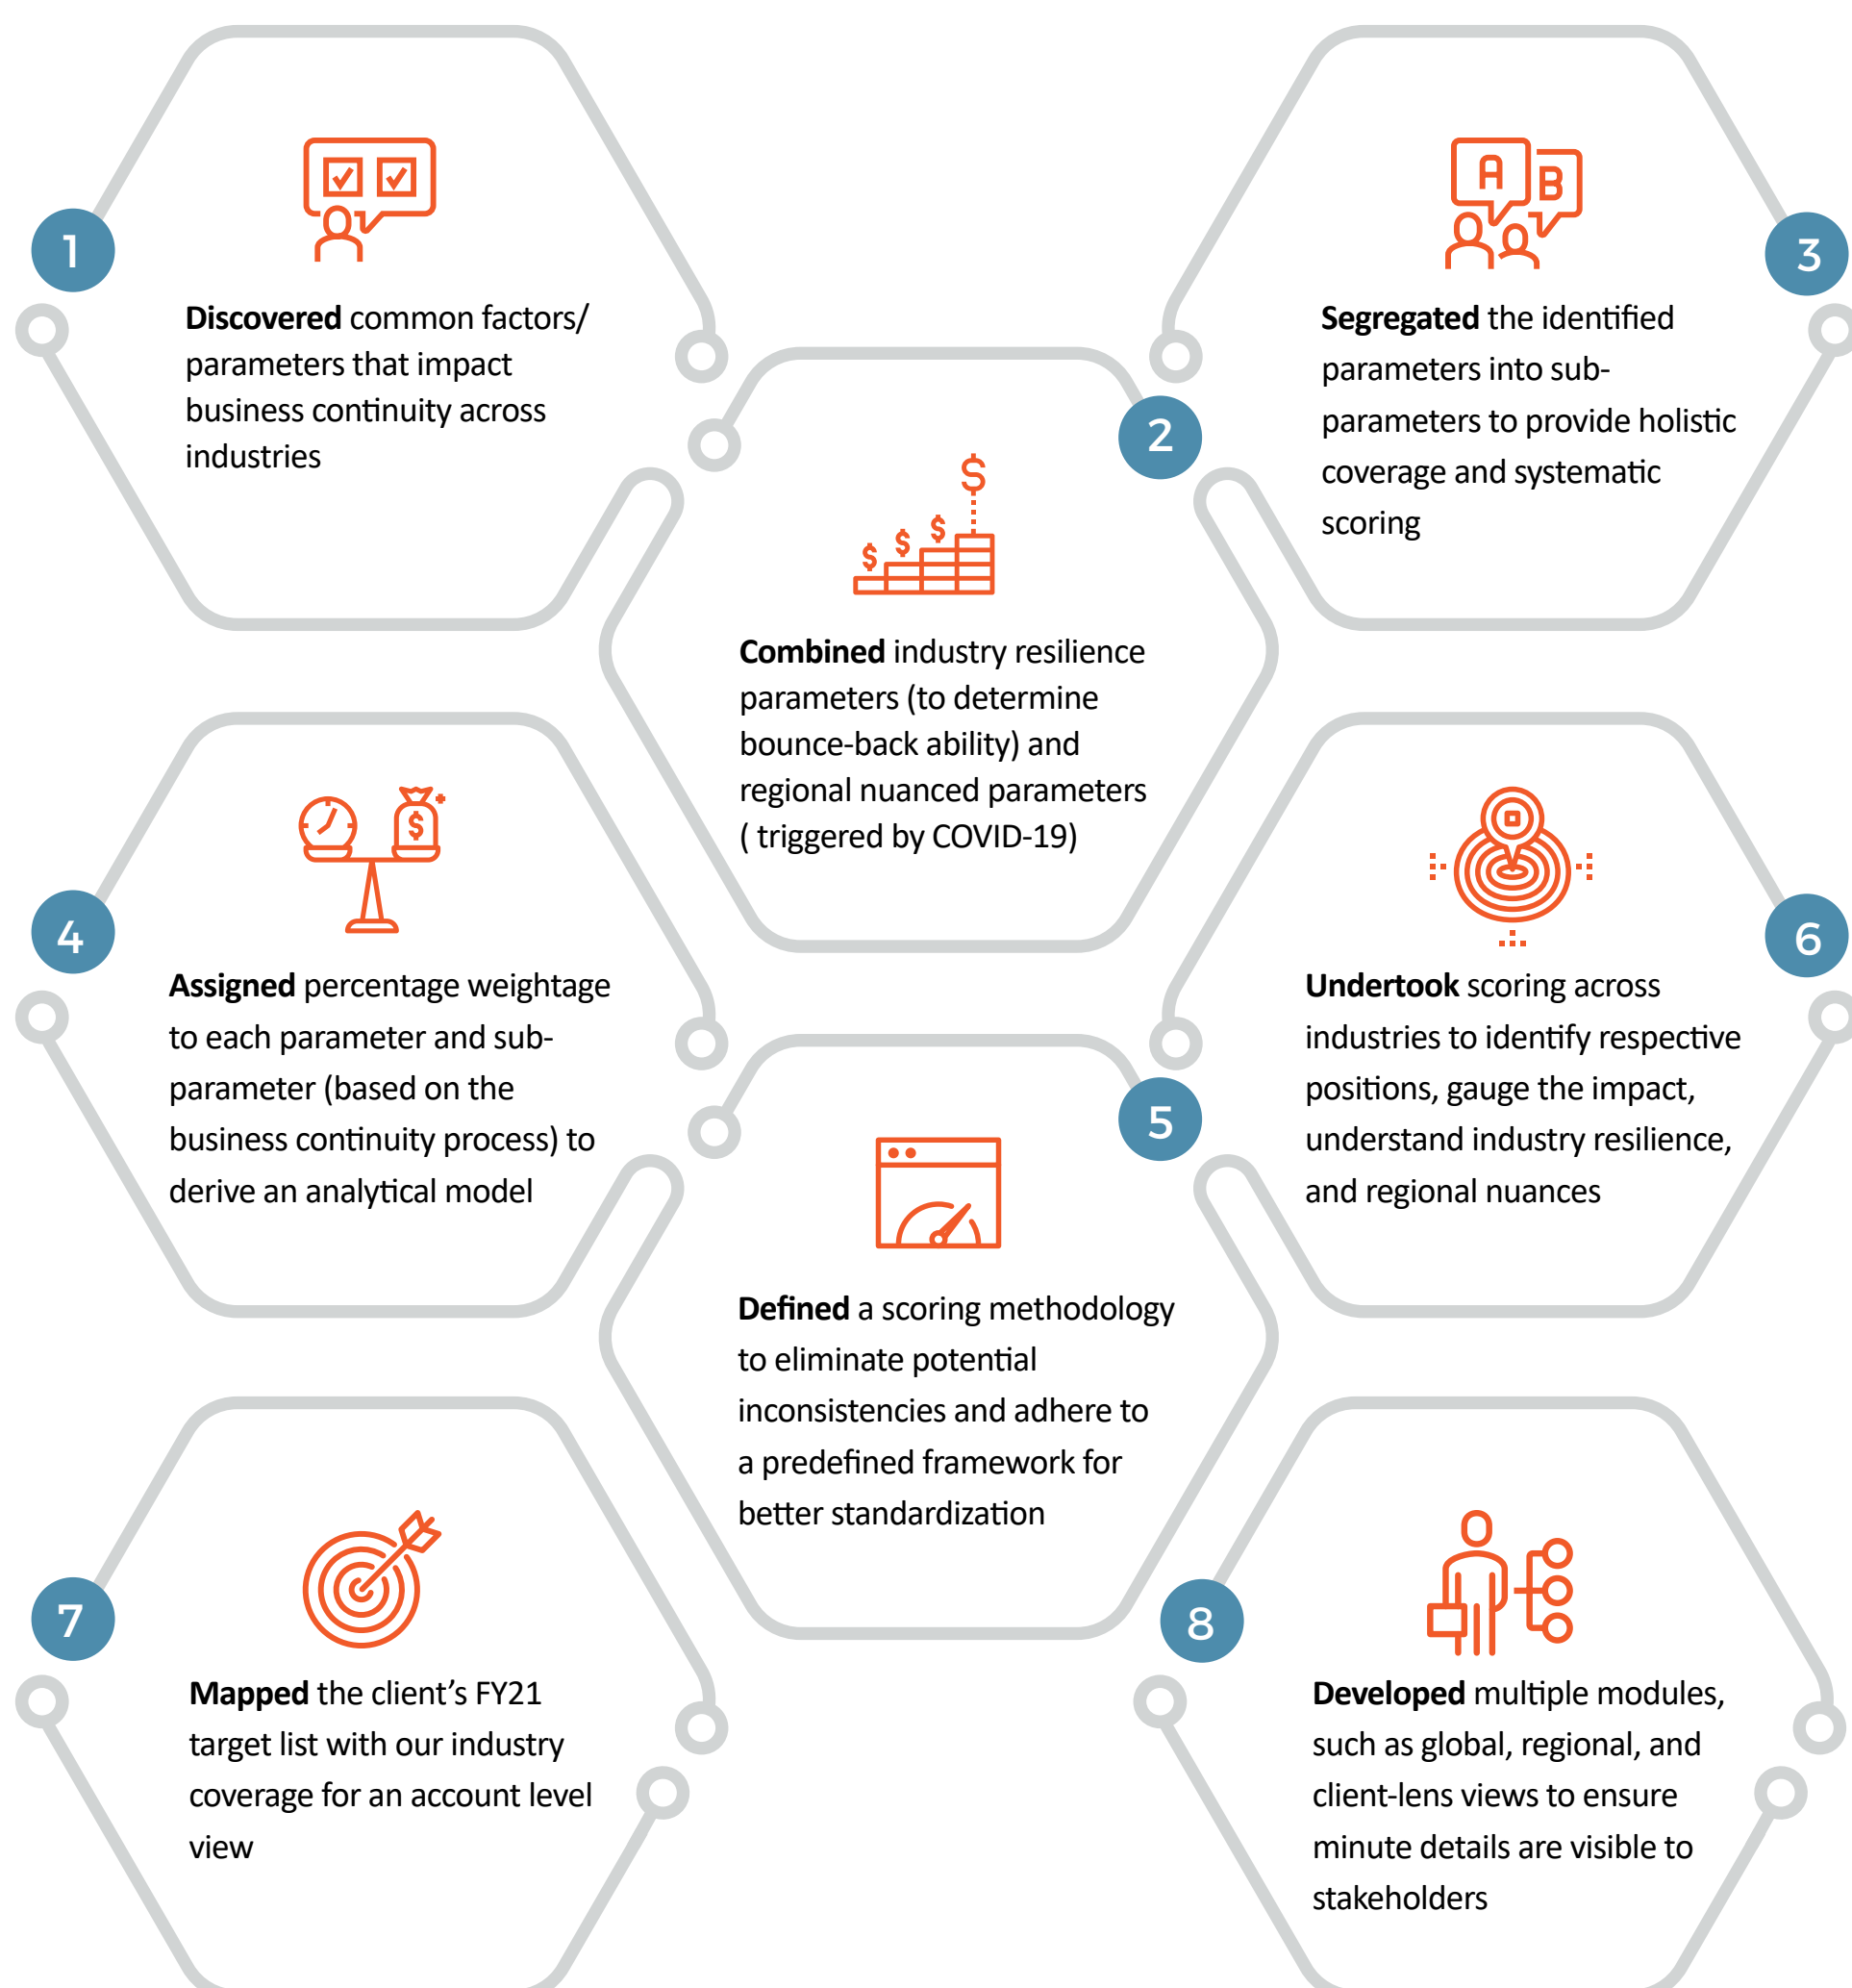 1
Discovered common factors/
parameters that impact
business continuity across
industries
2
Combined industry resilience
parameters (to determine
bounce-back ability) and
regional nuanced parameters
( triggered by COVID-19)
3
A
B
Segregated the identified
parameters into sub-
parameters to provide holistic
coverage and systematic
scoring
4
Assigned percentage weightage
to each parameter and sub-
parameter (based on the
business continuity process) to
derive an analytical model
5
Defined a scoring methodology
to eliminate potential
inconsistencies and adhere to
a predefined framework for
better standardization
6
Undertook scoring across
industries to identify respective
positions, gauge the impact,
understand industry resilience,
and regional nuances
7
Mapped the client’s FY21
target list with our industry
coverage for an account level
view
8
Developed multiple modules,
such as global, regional, and
client-lens views to ensure
minute details are visible to
stakeholders